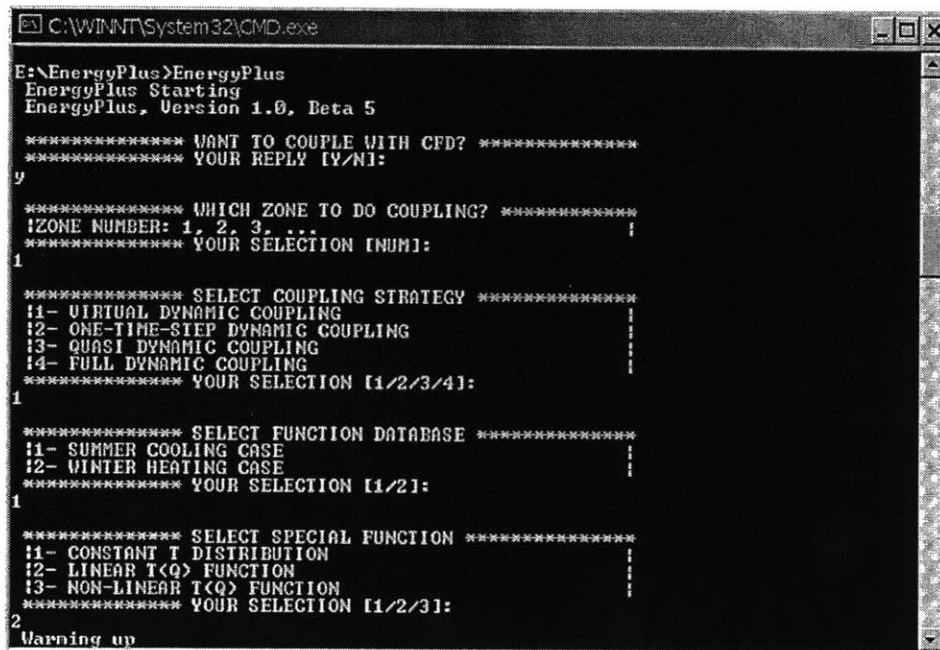 C:\WINNT\System32\CMD.exe
E:\EnergyPlus>EnergyPlus
EnergyPlus Starting
EnergyPlus, Version 1.0, Beta 5
************** WANT TO COUPLE WITH CFD? **************
************** YOUR REPLY [Y/N]:
y
************** WHICH ZONE TO DO COUPLING? ************
|ZONE NUMBER: 1, 2, 3, ... |
************** YOUR SELECTION [NUM]:
1
************** SELECT COUPLING STRATEGY **************
|1- VIRTUAL DYNAMIC COUPLING |
|2- ONE-TIME-STEP DYNAMIC COUPLING |
|3- QUASI DYNAMIC COUPLING |
|4- FULL DYNAMIC COUPLING |
************** YOUR SELECTION [1/2/3/4]:
1
************** SELECT FUNCTION DATABASE **************
|1- SUMMER COOLING CASE |
|2- WINTER HEATING CASE |
************** YOUR SELECTION [1/2]:
1
************** SELECT SPECIAL FUNCTION ***************
|1- CONSTANT T DISTRIBUTION |
|2- LINEAR T(Q) FUNCTION |
|3- NON-LINEAR T(Q) FUNCTION |
************** YOUR SELECTION [1/2/3]:
2
Warming up